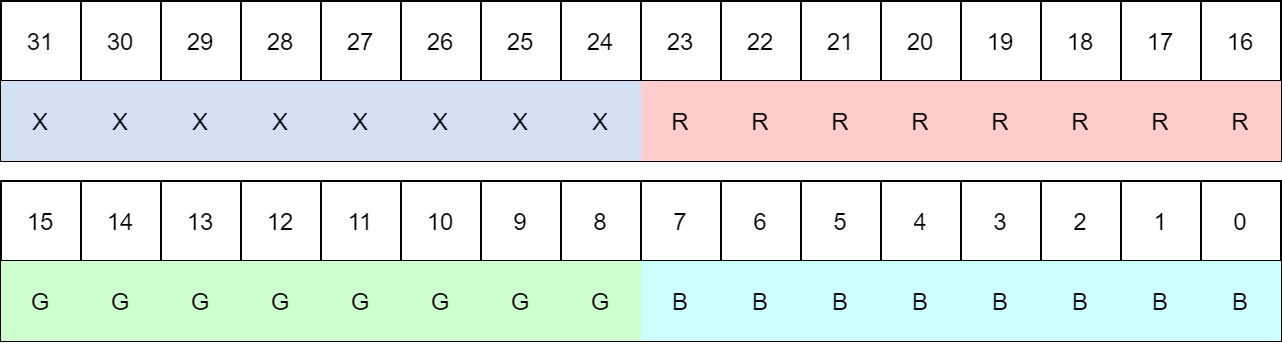 31 30 29 28 27 26 25 24 23 22 21 20 19 18 17 16
X X X X X X X X R R R R R R R R
15 14 13 12 11 10 9 8 7 6 5 4 3 2 1 0
G G G G G G G G B B B B B B B B